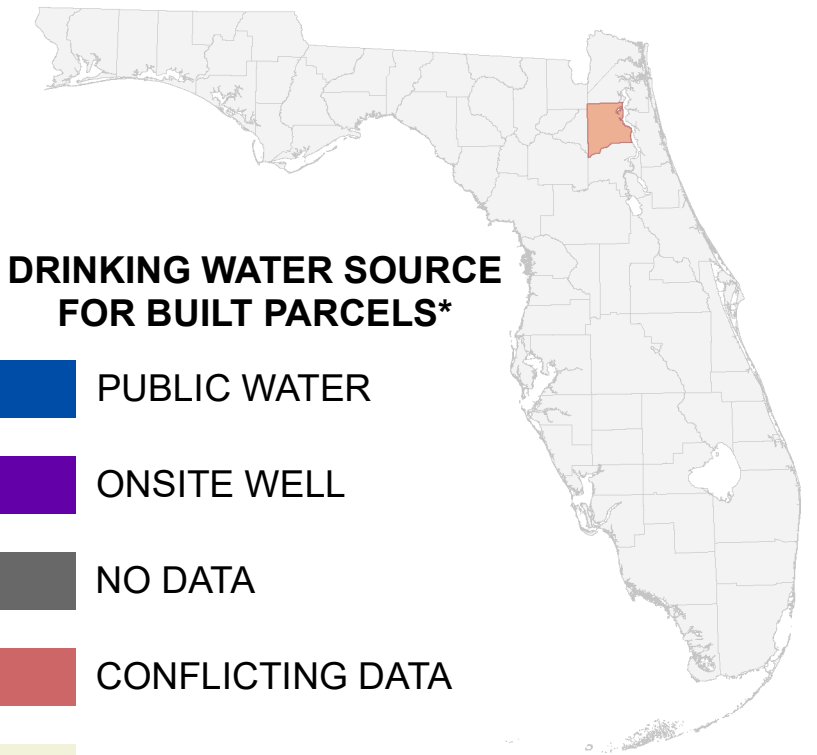 DRINKING WATER SOURCE
FOR BUILT PARCELS*
PUBLIC WATER
ONSITE WELL
NO DATA
CONFLICTING DATA